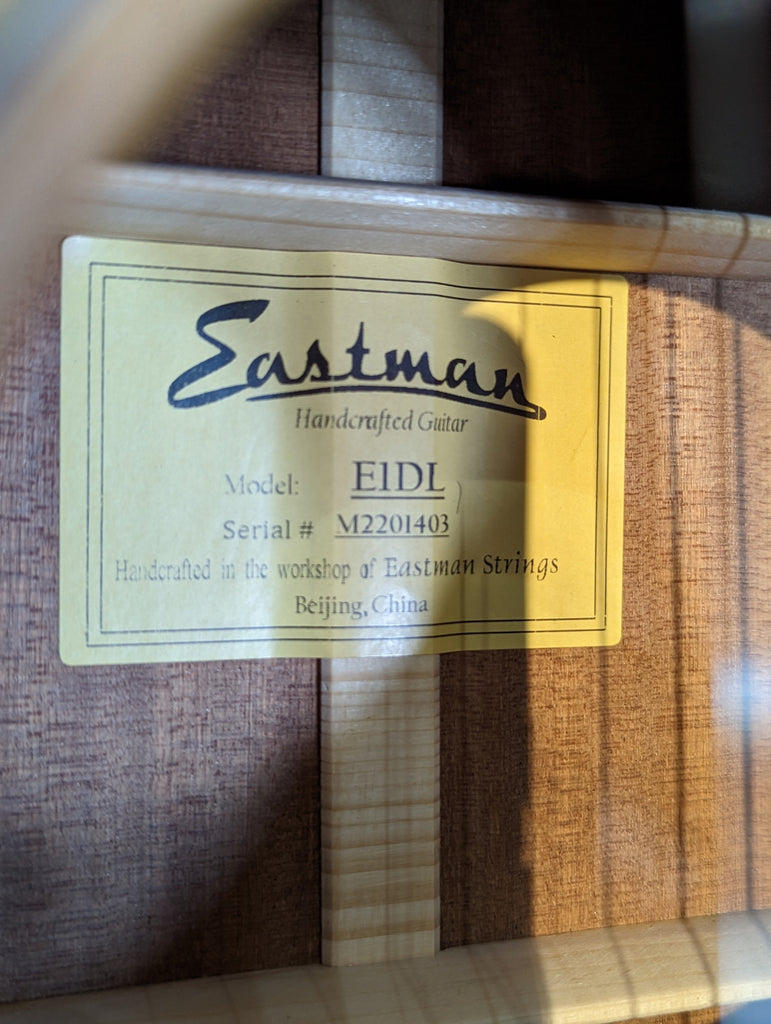 Eastman
Handcrafted Guitar
Model: E1DL
Serial # M2201403
Handcrafted in the workshop of Eastman Strings
Beijing, China